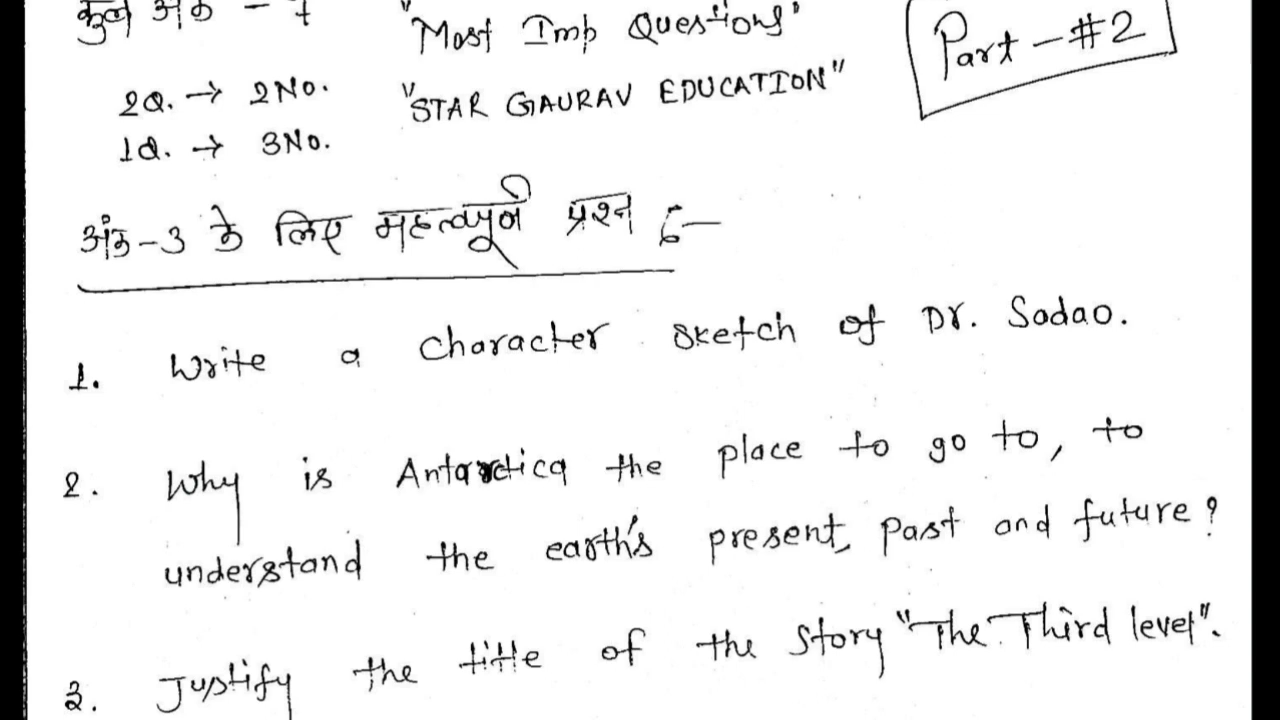 कुल अंक - 7
"Most Imp Questions"
Part - #2
2Q. → 2No.
"STAR GAURAV EDUCATION"
1Q. → 3No.
अंक-3 के लिए महत्वपूर्ण प्रश्न :-
1. Write a character sketch of Dr. Sadao.
2. Why is Antarctica the place to go to, to
understand the earth's present, past and future?
3. Justify the title of the story "The Third level".